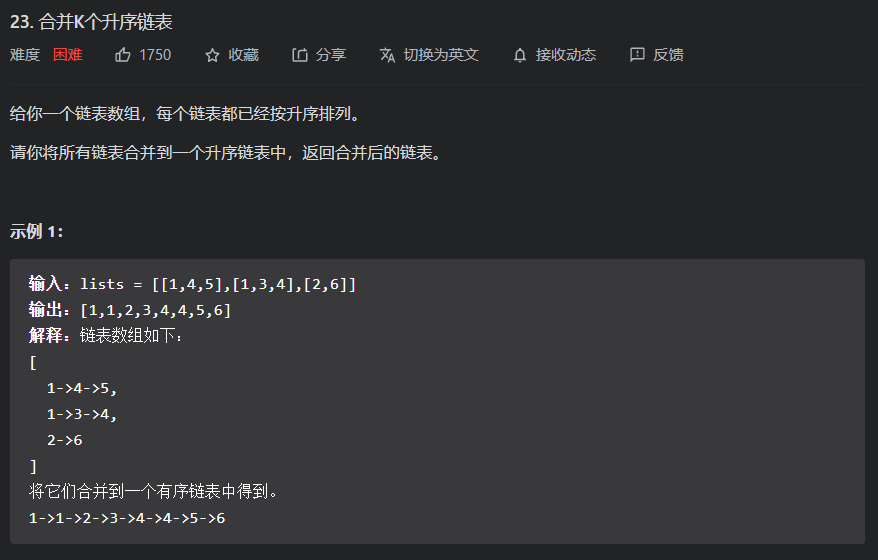 23. 合并K个升序链表
难度 困难 1750 收藏 分享 切换为英文 接收动态 反馈
给你一个链表数组，每个链表都已经按升序排列。
请你将所有链表合并到一个升序链表中，返回合并后的链表。
示例 1：
输入：lists = [[1,4,5],[1,3,4],[2,6]]
输出：[1,1,2,3,4,4,5,6]
解释：链表数组如下：
[
  1->4->5,
  1->3->4,
  2->6
]
将它们合并到一个有序链表中得到。
1->1->2->3->4->4->5->6